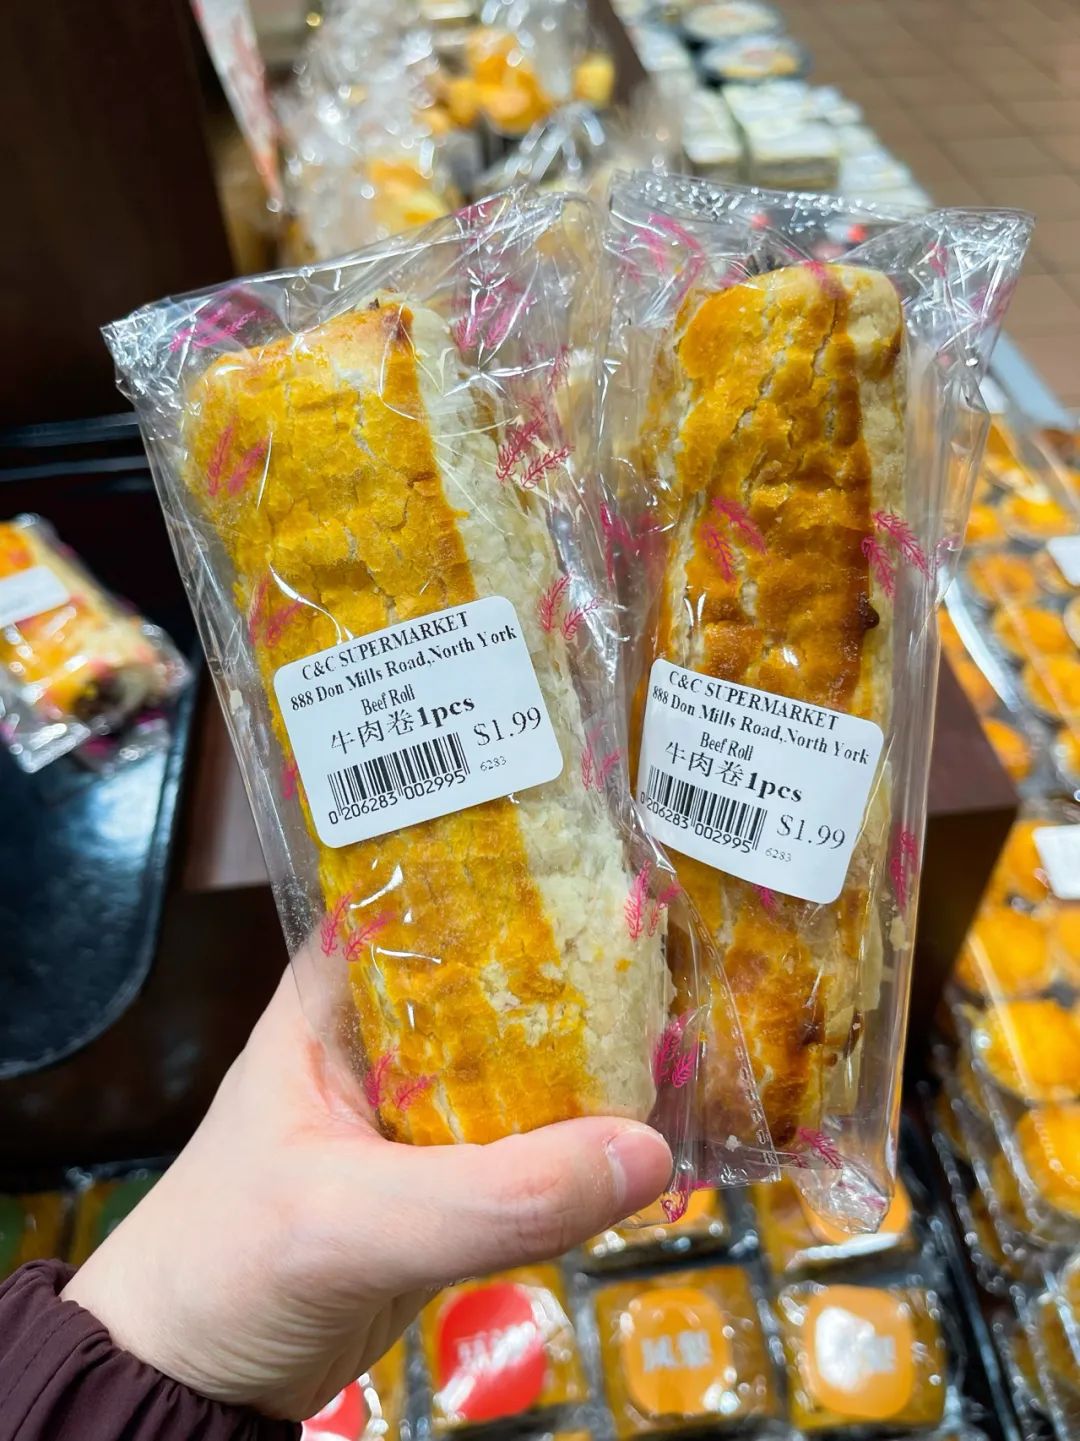 C&C SUPERMARKET
888 Don Mills Road,North York
Beef Roll
牛肉卷1pcs
$1.99
0 206283 002995
6283
C&C SUPERMARKET
888 Don Mills Road,North York
Beef Roll
牛肉卷1pcs
$1.99
0 206283 002995
6283